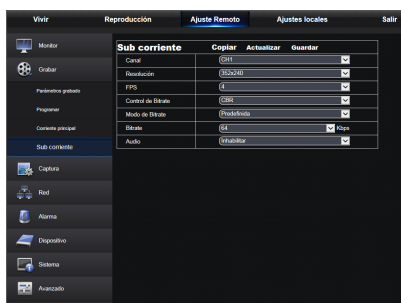 Vivir Reproducción Ajuste Remoto Ajustes locales Salir
Monitor
Grabar
Parámetros grabado
Programar
Corriente principal
Sub corriente
Captura
Red
Alarma
Dispositivo
Sistema
Avanzado
Sub corriente Copiar Actualizar Guardar
Canal CH1
Resolución 352x240
FPS 4
Control de Bitrate CBR
Modo de Bitrate Predefinida
Bitrate 64 Kbps
Audio Inhabilitar